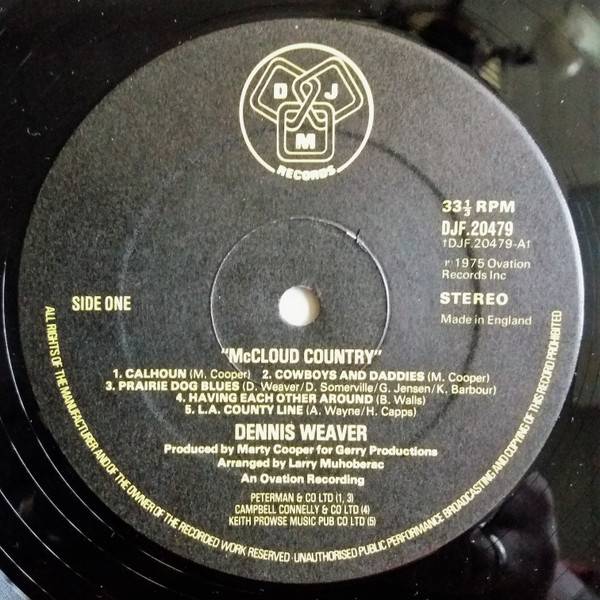 D J
M
RECORDS
33⅓ RPM
DJF.20479
†DJF.20479-A†
℗1975 Ovation
Records Inc
SIDE ONE
STEREO
Made in England
"McCLOUD COUNTRY"
1. CALHOUN (M. Cooper) 2. COWBOYS AND DADDIES (M. Cooper)
3. PRAIRIE DOG BLUES (D. Weaver/D. Somerville/G. Jensen/K. Barbour)
4. HAVING EACH OTHER AROUND (B. Walls)
5. L.A. COUNTY LINE (A. Wayne/H. Capps)
DENNIS WEAVER
Produced by Marty Cooper for Gerry Productions
Arranged by Larry Muhoberac
An Ovation Recording
PETERMAN & CO LTD (1, 3)
CAMPBELL CONNELLY & CO LTD (4)
KEITH PROWSE MUSIC PUB CO LTD (5)
ALL RIGHTS OF THE MANUFACTURER AND OF THE OWNER OF THE RECORDED WORK RESERVED · UNAUTHORISED PUBLIC PERFORMANCE BROADCASTING AND COPYING OF THIS RECORD PROHIBITED